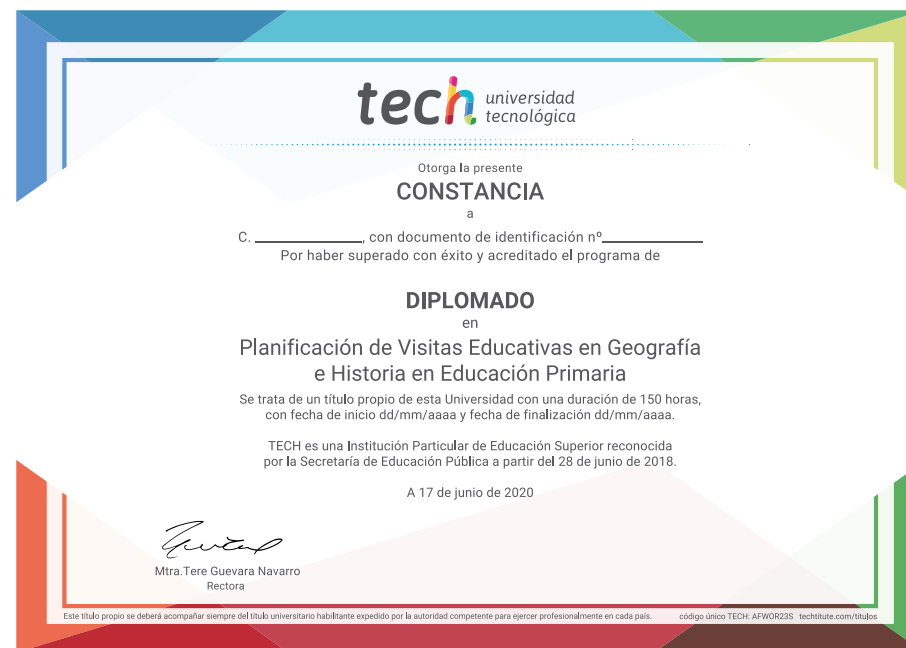 tech universidad
tecnológica
Otorga la presente
CONSTANCIA
a
C. ____________, con documento de identificación nº____________
Por haber superado con éxito y acreditado el programa de
DIPLOMADO
en
Planificación de Visitas Educativas en Geografía
e Historia en Educación Primaria
Se trata de un título propio de esta Universidad con una duración de 150 horas,
con fecha de inicio dd/mm/aaaa y fecha de finalización dd/mm/aaaa.
TECH es una Institución Particular de Educación Superior reconocida
por la Secretaría de Educación Pública a partir del 28 de junio de 2018.
A 17 de junio de 2020
Mtra.Tere Guevara Navarro
Rectora
Este título propio se deberá acompañar siempre del título universitario habilitante expedido por la autoridad competente para ejercer profesionalmente en cada país. código único TECH: AFWOR23S techtitute.com/titulos